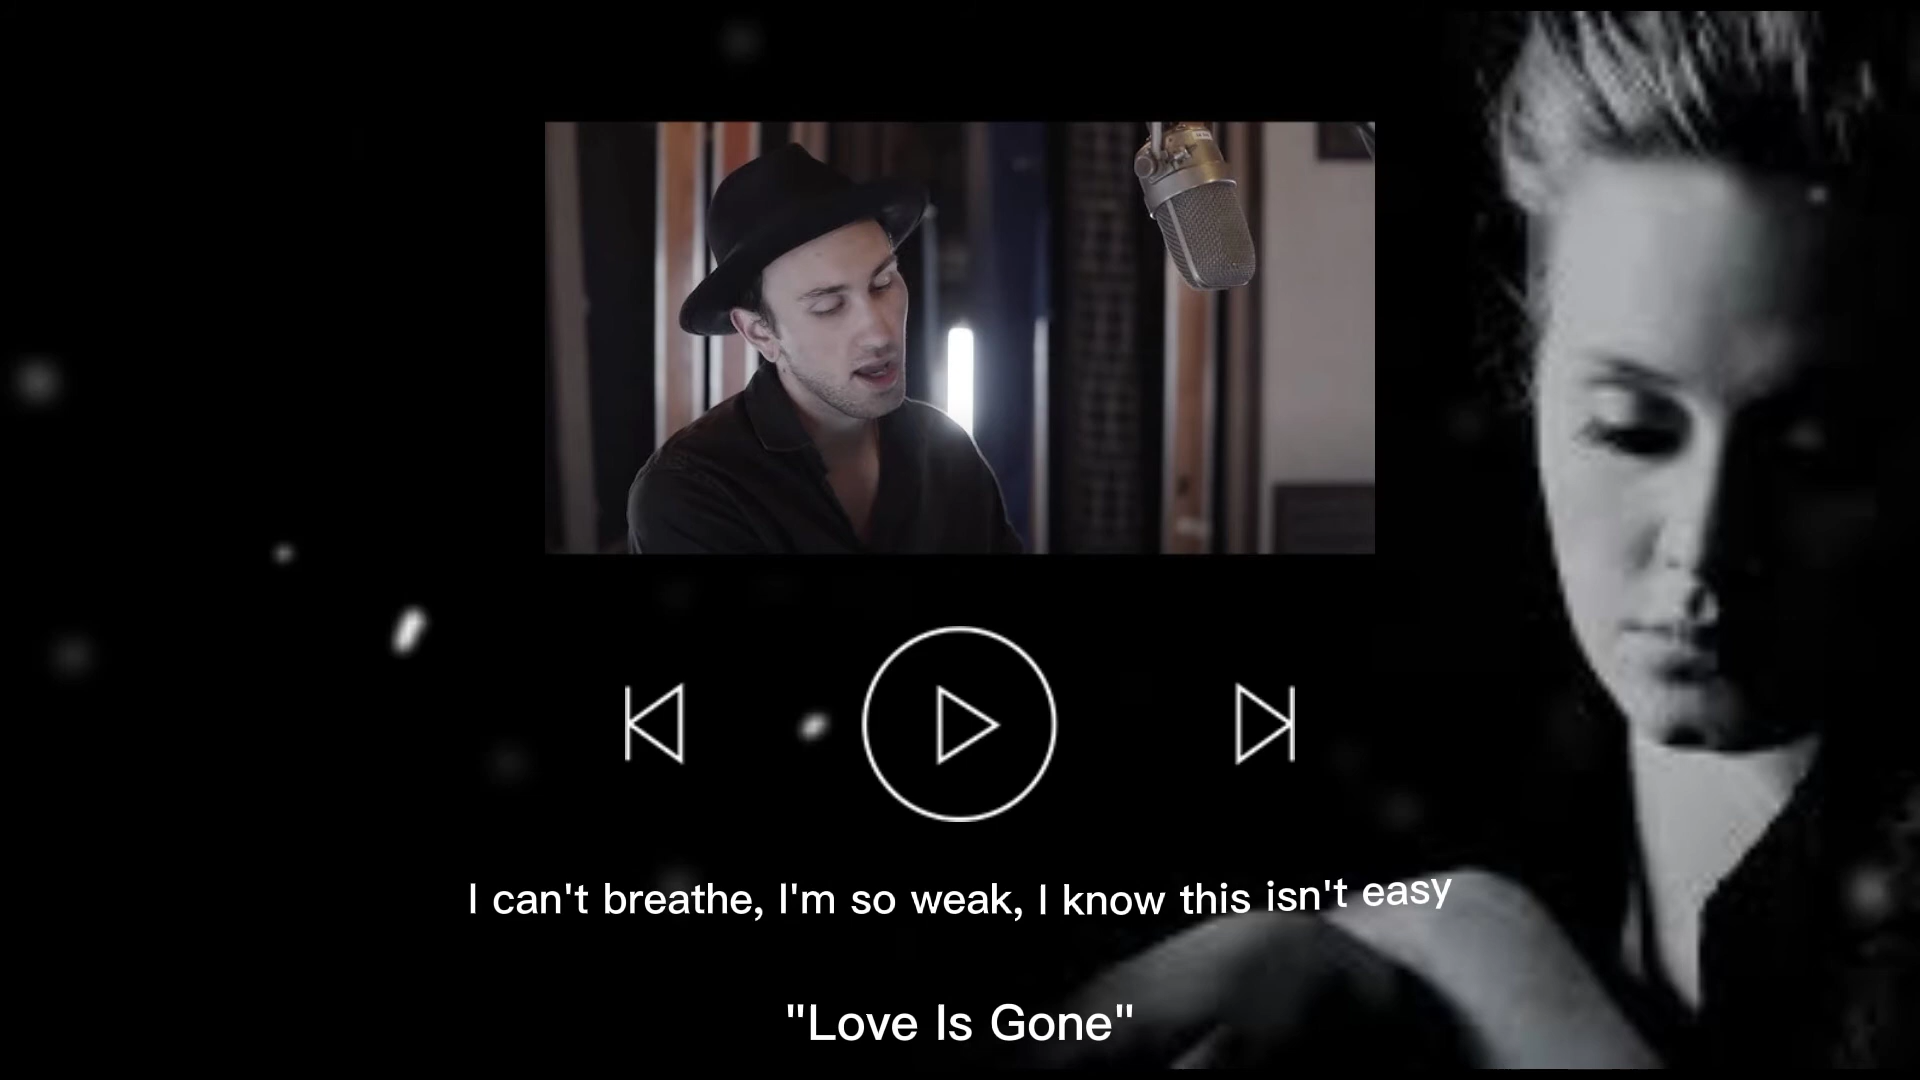 I can't breathe, I'm so weak, I know this isn't easy
"Love Is Gone"